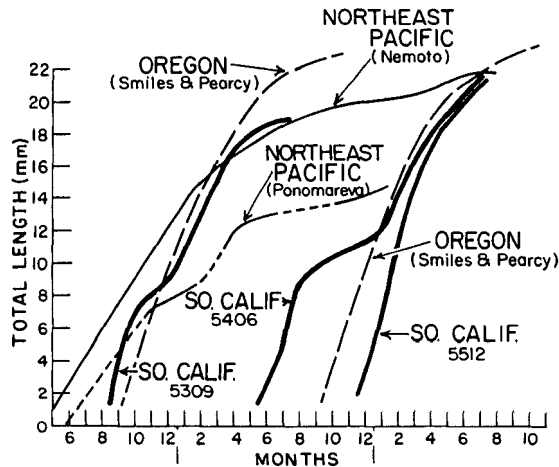 NORTHEAST
PACIFIC
(Nemoto)
OREGON
(Smiles & Pearcy)
NORTHEAST
PACIFIC
(Ponomareva)
OREGON
(Smiles & Pearcy)
SO. CALIF.
5406
SO. CALIF.
5512
SO. CALIF.
5309
TOTAL LENGTH (mm)
22
20
18
16
14
12
10
8
6
4
2
0
6 8 10 12 2 4 6 8 10 12 2 4 6 8 10
MONTHS